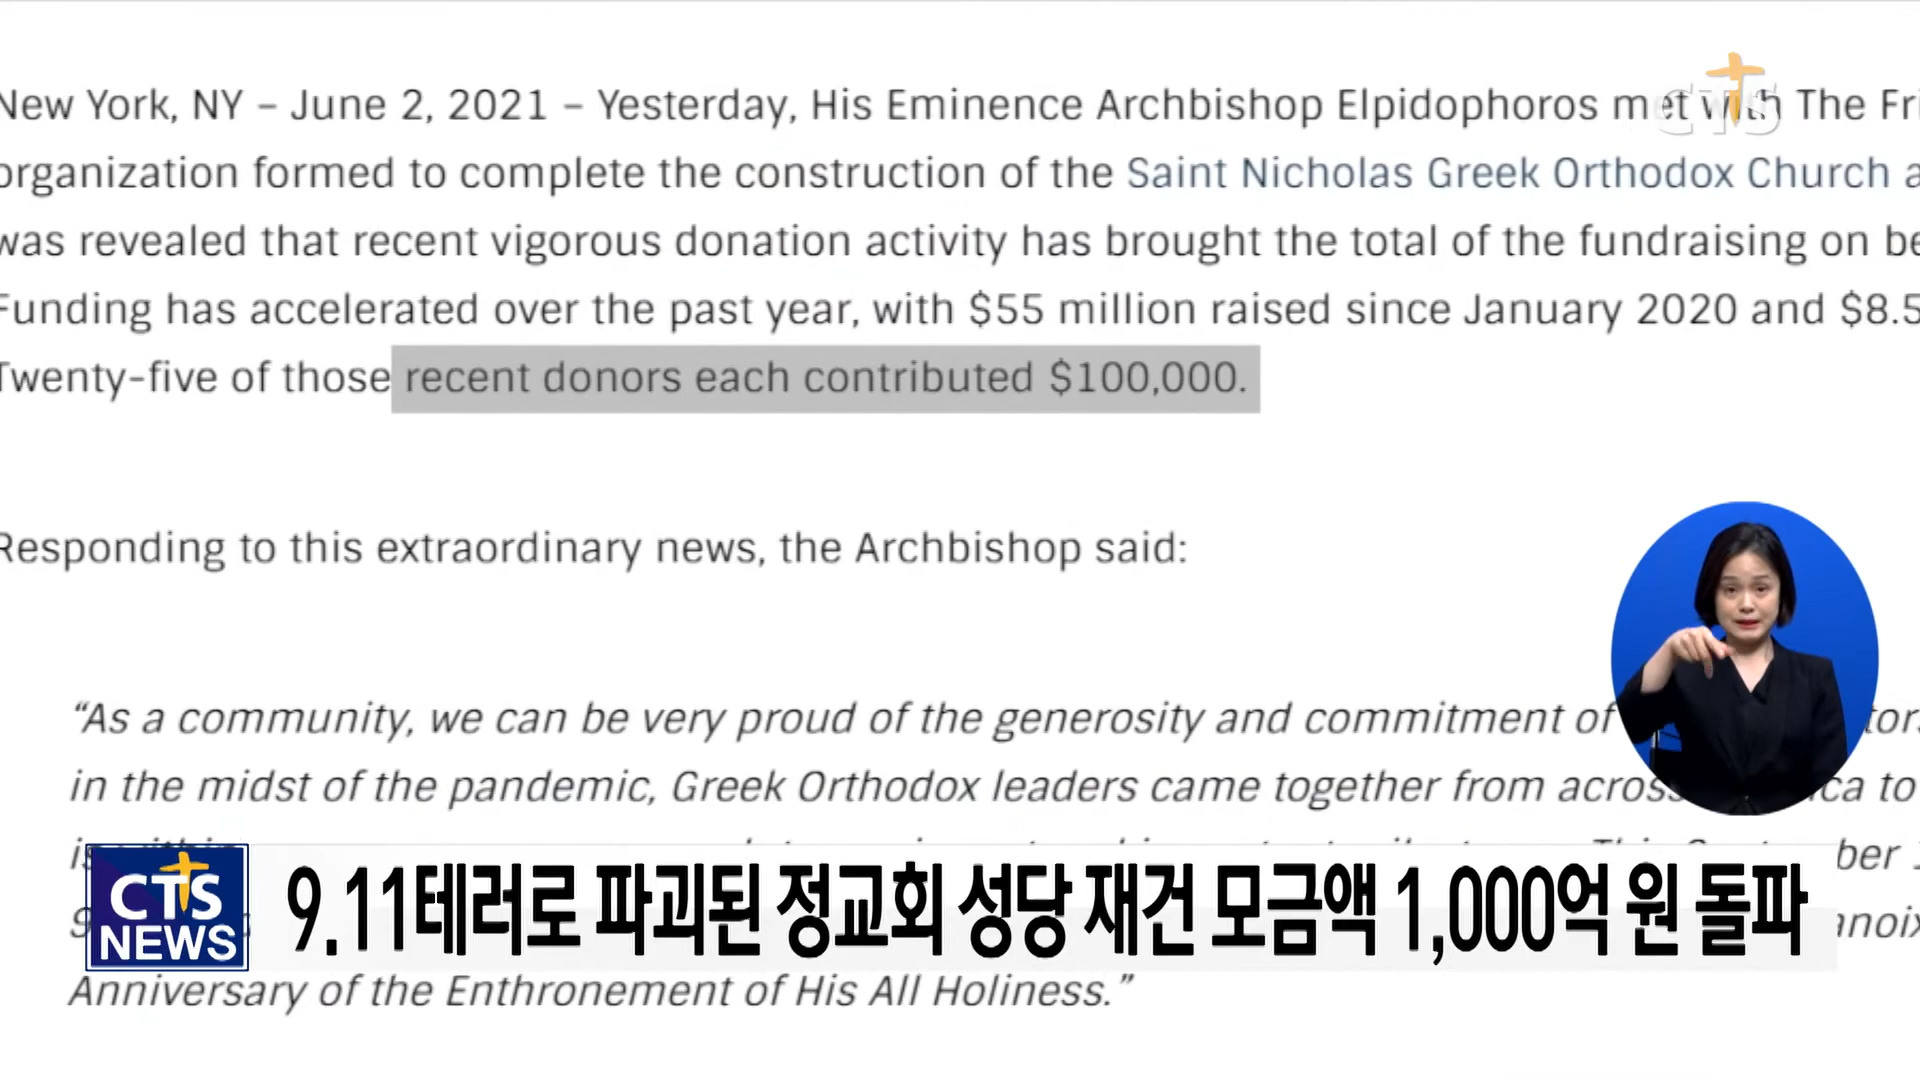 New York, NY – June 2, 2021 – Yesterday, His Eminence Archbishop Elpidophoros met with The Fri
CTS
organization formed to complete the construction of the Saint Nicholas Greek Orthodox Church a
was revealed that recent vigorous donation activity has brought the total of the fundraising on be
Funding has accelerated over the past year, with $55 million raised since January 2020 and $8.5
Twenty-five of those recent donors each contributed $100,000.
Responding to this extraordinary news, the Archbishop said:
“As a community, we can be very proud of the generosity and commitment of
in the midst of the pandemic, Greek Orthodox leaders came together from across to
CTS
NEWS
9.11테러로 파괴된 정교회 성당 재건 모금액 1,000억 원 돌파
Anniversary of the Enthronement of His All Holiness.”